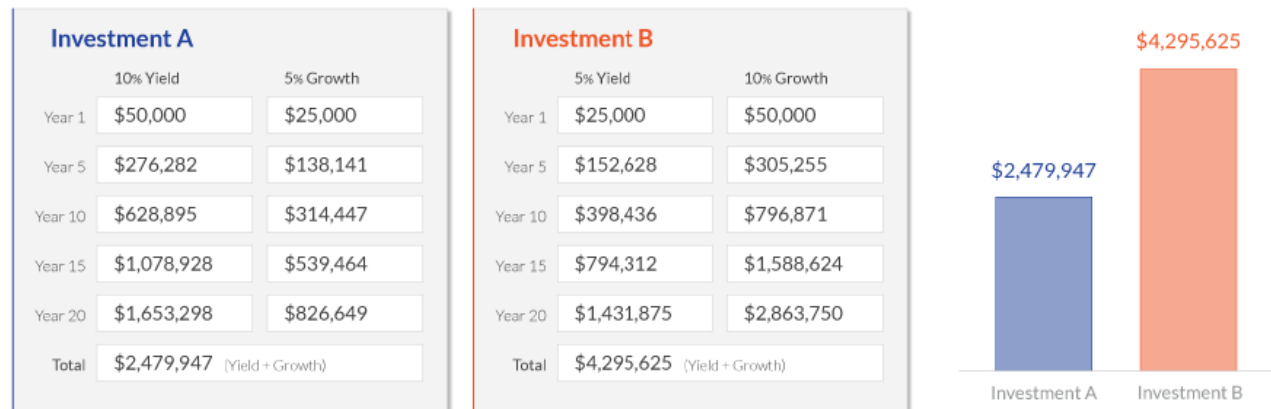 Investment A
10% Yield 5% Growth
Year 1 $50,000 $25,000
Year 5 $276,282 $138,141
Year 10 $628,895 $314,447
Year 15 $1,078,928 $539,464
Year 20 $1,653,298 $826,649
Total $2,479,947 (Yield + Growth)
Investment B
5% Yield 10% Growth
Year 1 $25,000 $50,000
Year 5 $152,628 $305,255
Year 10 $398,436 $796,871
Year 15 $794,312 $1,588,624
Year 20 $1,431,875 $2,863,750
Total $4,295,625 (Yield + Growth)
$4,295,625
$2,479,947
Investment A Investment B